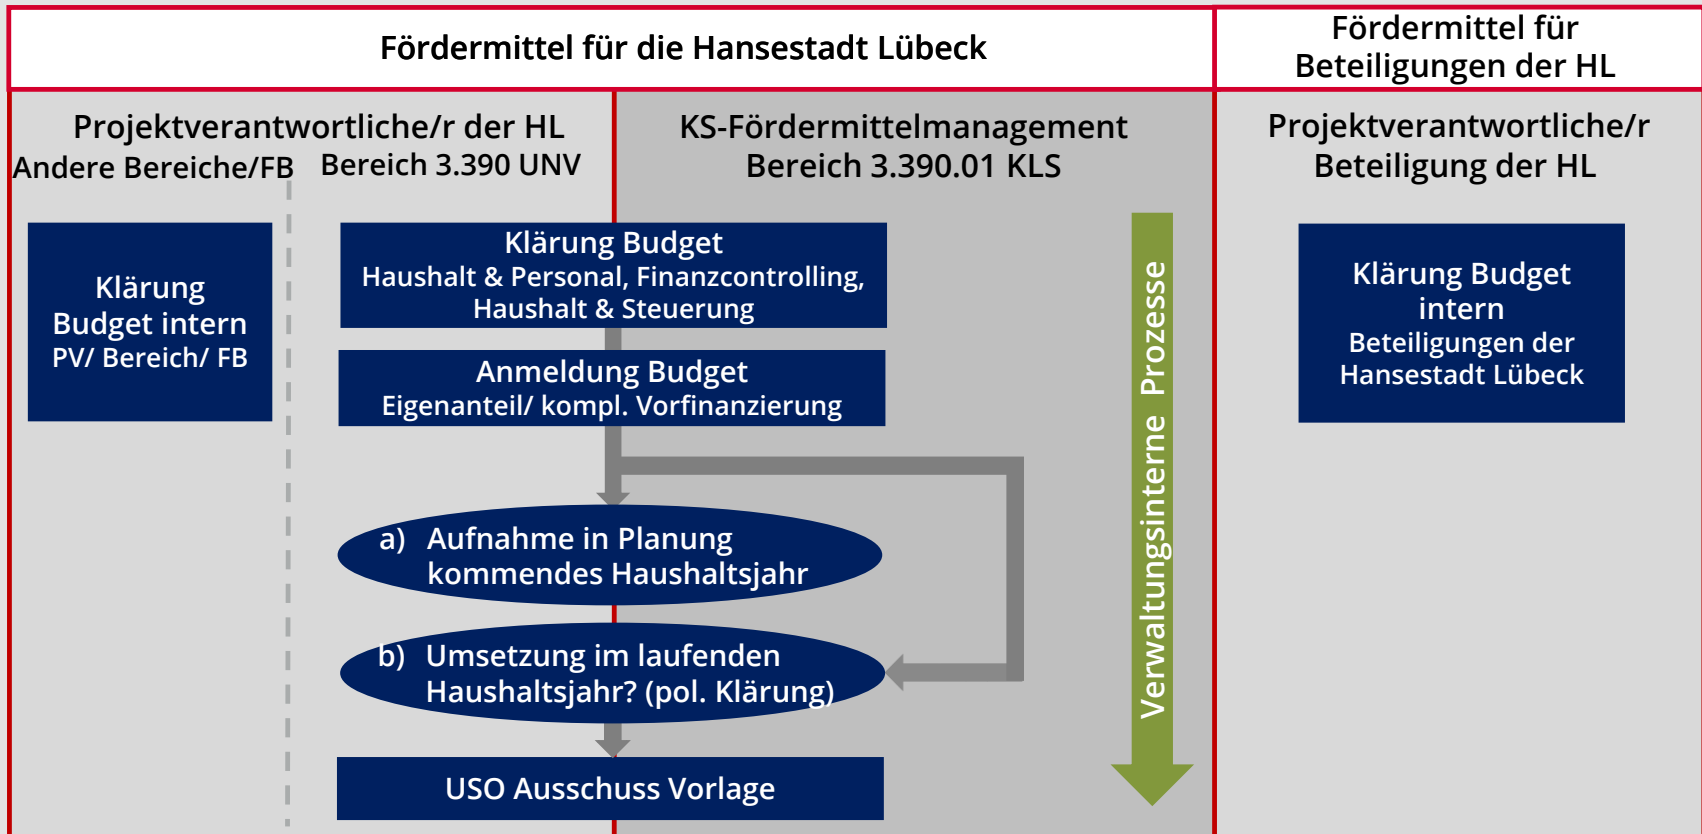 Fördermittel für die Hansestadt Lübeck
Fördermittel für
Beteiligungen der HL
Projektverantwortliche/r der HL
Andere Bereiche/FB
Bereich 3.390 UNV
KS-Fördermittelmanagement
Bereich 3.390.01 KLS
Projektverantwortliche/r
Beteiligung der HL
Klärung
Budget intern
PV/ Bereich/ FB
Klärung Budget
Haushalt & Personal, Finanzcontrolling,
Haushalt & Steuerung
Anmeldung Budget
Eigenanteil/ kompl. Vorfinanzierung
a) Aufnahme in Planung
kommendes Haushaltsjahr
b) Umsetzung im laufenden
Haushaltsjahr? (pol. Klärung)
USO Ausschuss Vorlage
Verwaltungsinterne Prozesse
Klärung Budget
intern
Beteiligungen der
Hansestadt Lübeck